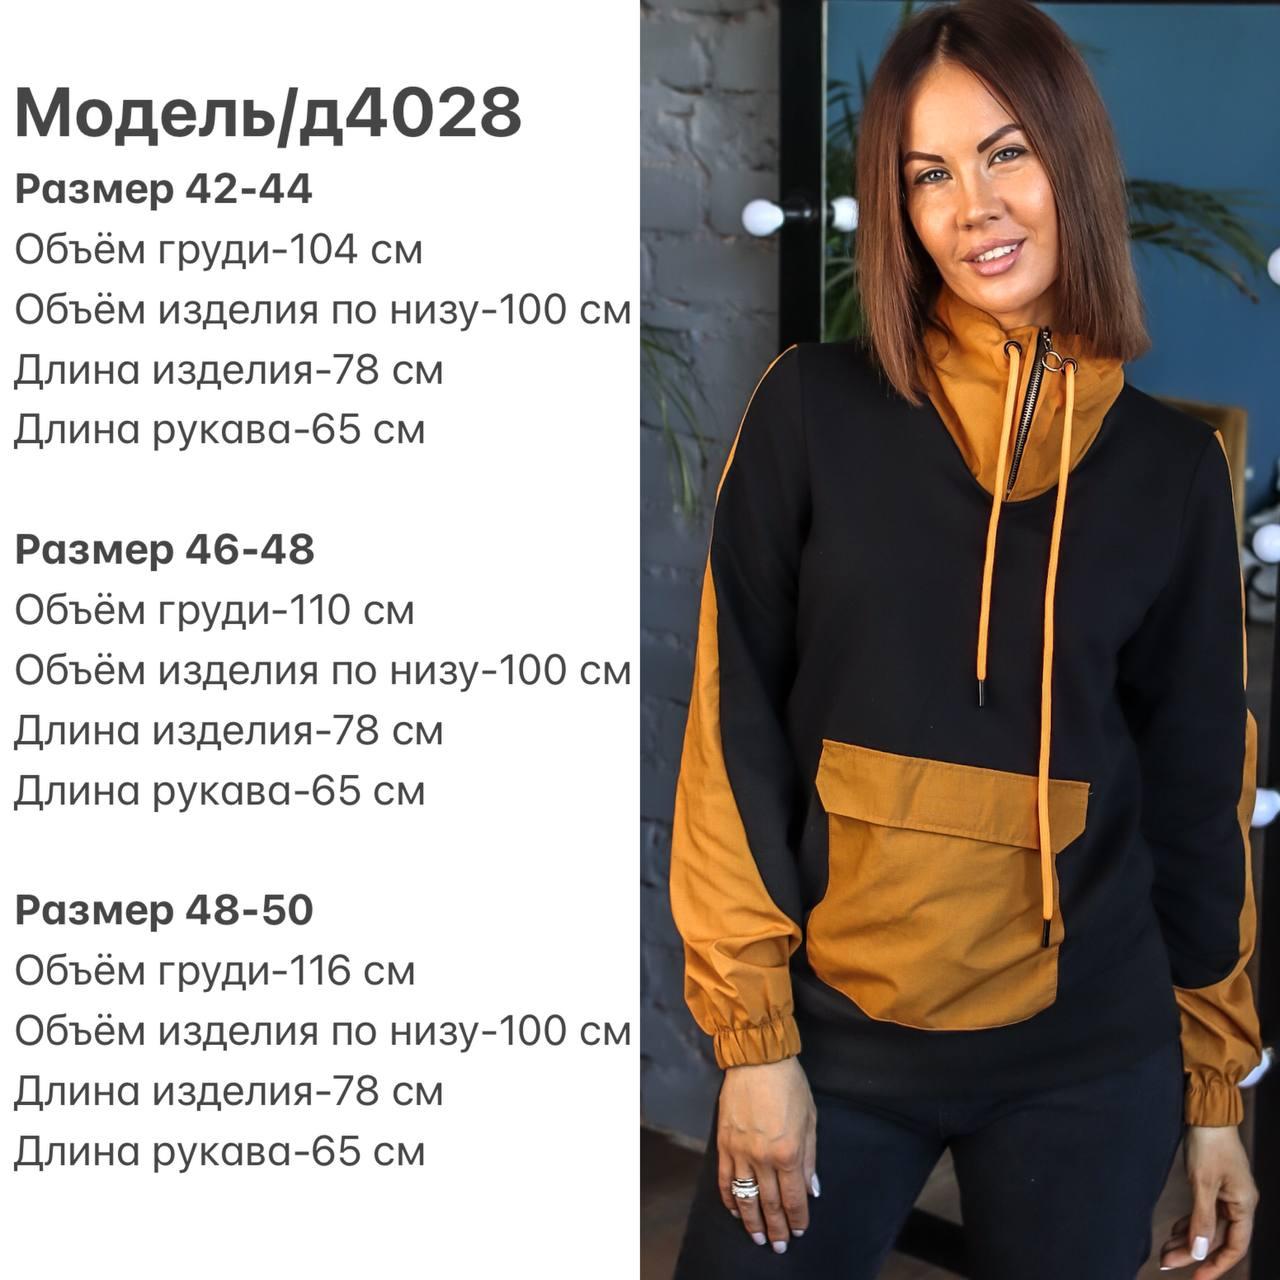 Модель/д4028
Размер 42-44
Объём груди-104 см
Объём изделия по низу-100 см
Длина изделия-78 см
Длина рукава-65 см
Размер 46-48
Объём груди-110 см
Объём изделия по низу-100 см
Длина изделия-78 см
Длина рукава-65 см
Размер 48-50
Объём груди-116 см
Объём изделия по низу-100 см
Длина изделия-78 см
Длина рукава-65 см